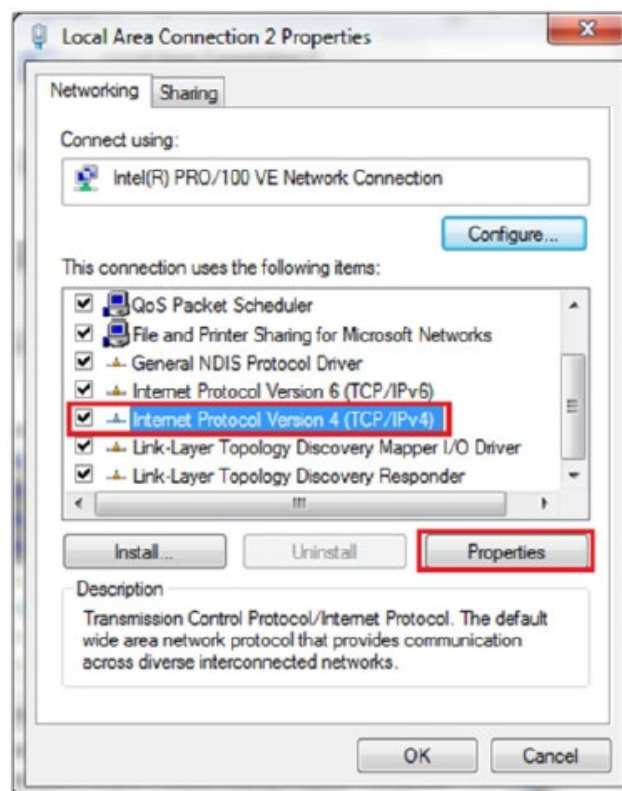 Local Area Connection 2 Properties
Networking
Sharing
Connect using:
Intel(R) PRO/100 VE Network Connection
Configure...
This connection uses the following items:
QoS Packet Scheduler
File and Printer Sharing for Microsoft Networks
General NDIS Protocol Driver
Internet Protocol Version 6 (TCP/IPv6)
Internet Protocol Version 4 (TCP/IPv4)
Link-Layer Topology Discovery Mapper I/O Driver
Link-Layer Topology Discovery Responder
Install...
Uninstall
Properties
Description
Transmission Control Protocol/Internet Protocol. The default
wide area network protocol that provides communication
across diverse interconnected networks.
OK
Cancel